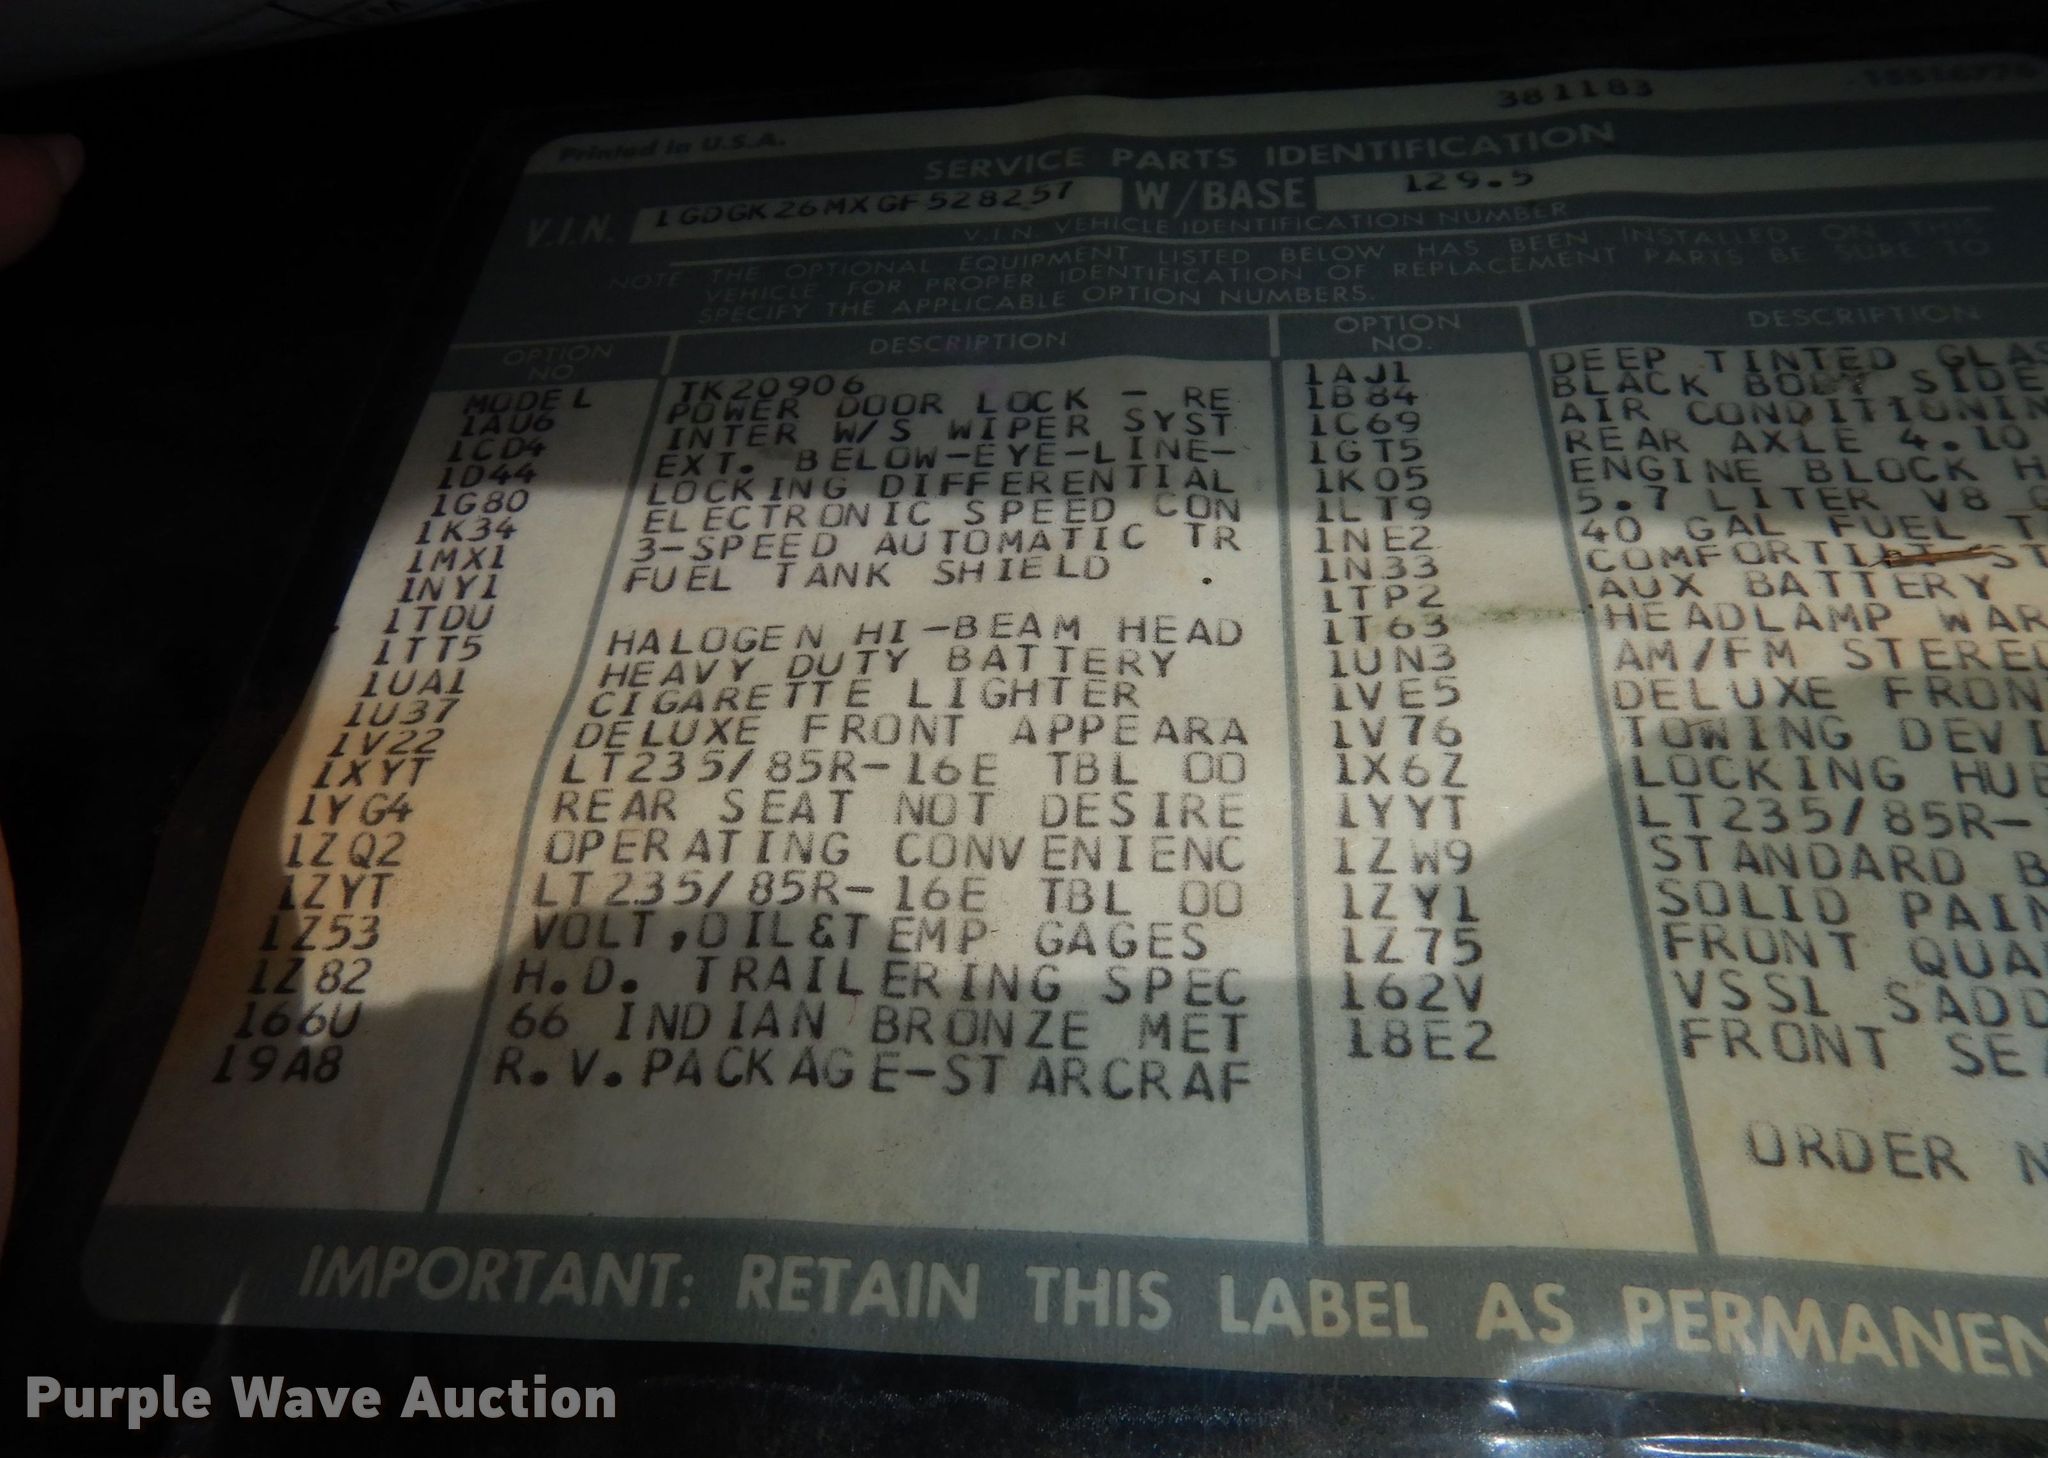 381183
Printed in U.S.A.
SERVICE PARTS IDENTIFICATION
V.I.N. 1GDGK26MXGF528257 W/BASE 129.5
V.I.N. VEHICLE IDENTIFICATION NUMBER
NOTE THE OPTIONAL EQUIPMENT LISTED BELOW HAS BEEN INSTALLED ON THIS
VEHICLE FOR PROPER IDENTIFICATION OF REPLACEMENT PARTS BE SURE TO
SPECIFY THE APPLICABLE OPTION NUMBERS.
OPTION NO. DESCRIPTION OPTION NO. DESCRIPTION
MODEL TK20906 1AJ1 DEEP TINTED GLAS
1AU6 POWER DOOR LOCK - RE 1B84 BLACK BODY SIDE
1CD4 INTER W/S WIPER SYST 1C69 AIR CONDITIONIN
1D44 EXT. BELOW-EYE-LINE- 1GT5 REAR AXLE 4.10
1G80 LOCKING DIFFERENTIAL 1K05 ENGINE BLOCK H
1K34 ELECTRONIC SPEED CON 1LT9 5.7 LITER V8
1MX1 3-SPEED AUTOMATIC TR 1NE2 40 GAL FUEL T
1NY1 FUEL TANK SHIELD 1N33 COMFORTILT ST
1TDU 1TP2 AUX BATTERY
1TT5 HALOGEN HI-BEAM HEAD 1T63 HEADLAMP WAR
1UA1 HEAVY DUTY BATTERY 1UN3 AM/FM STEREO
1U37 CIGARETTE LIGHTER 1VE5 DELUXE FRON
1V22 DELUXE FRONT APPEARA 1V76 TOWING DEVI
1XYT LT235/85R-16E TBL OO 1X6Z LOCKING HUB
1YG4 REAR SEAT NOT DESIRE 1YYT LT235/85R-
1ZQ2 OPERATING CONVENIENC 1ZW9 STANDARD B
1ZYT LT235/85R-16E TBL OO 1ZY1 SOLID PAIN
1Z53 VOLT,OIL&TEMP GAGES 1Z75 FRONT QUA
1Z82 H.D. TRAILERING SPEC 162V VSS1 SADD
166U 66 INDIAN BRONZE MET 18E2 FRONT SEA
19A8 R.V.PACKAGE-STARCRAF
ORDER N
IMPORTANT: RETAIN THIS LABEL AS PERMANEN
Purple Wave Auction